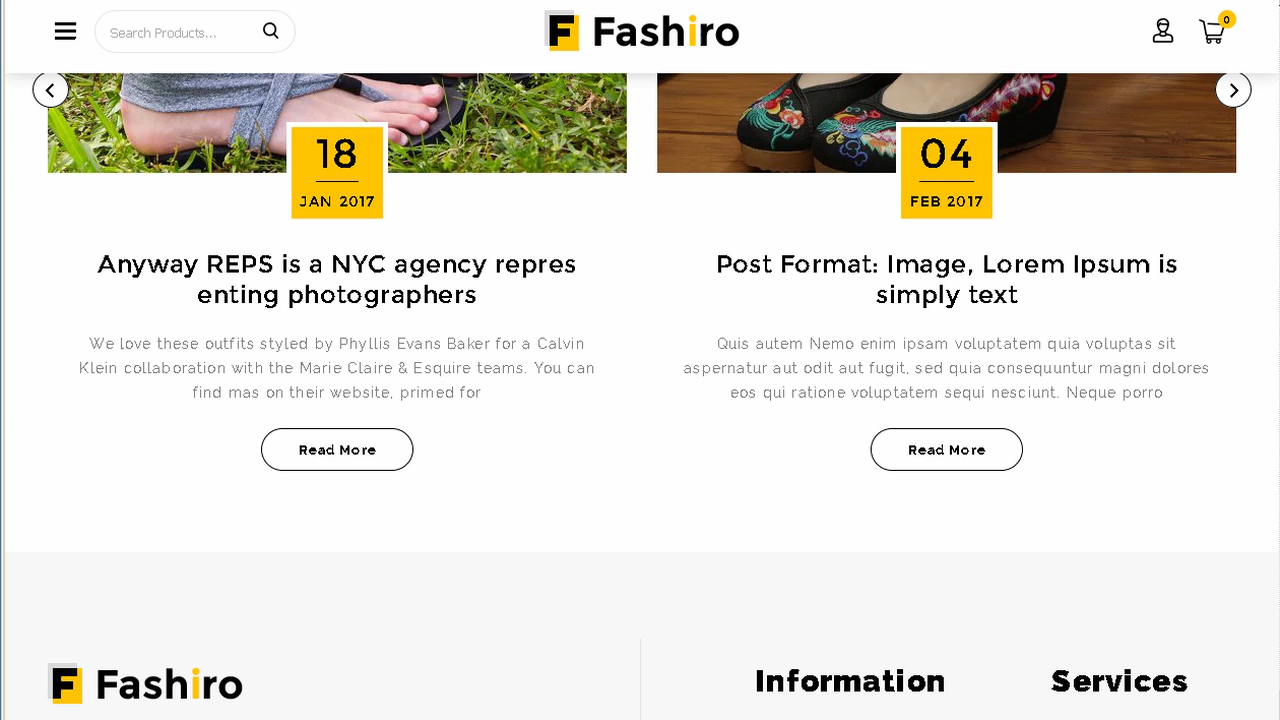 Search Products...
F Fashiro
0
18
JAN 2017
04
FEB 2017
Anyway REPS is a NYC agency repres
enting photographers
We love these outfits styled by Phyllis Evans Baker for a Calvin
Klein collaboration with the Marie Claire & Esquire teams. You can
find mas on their website, primed for
Read More
Post Format: Image, Lorem Ipsum is
simply text
Quis autem Nemo enim ipsam voluptatem quia voluptas sit
aspernatur aut odit aut fugit, sed quia consequuntur magni dolores
eos qui ratione voluptatem sequi nesciunt. Neque porro
Read More
F Fashiro
Information
Services